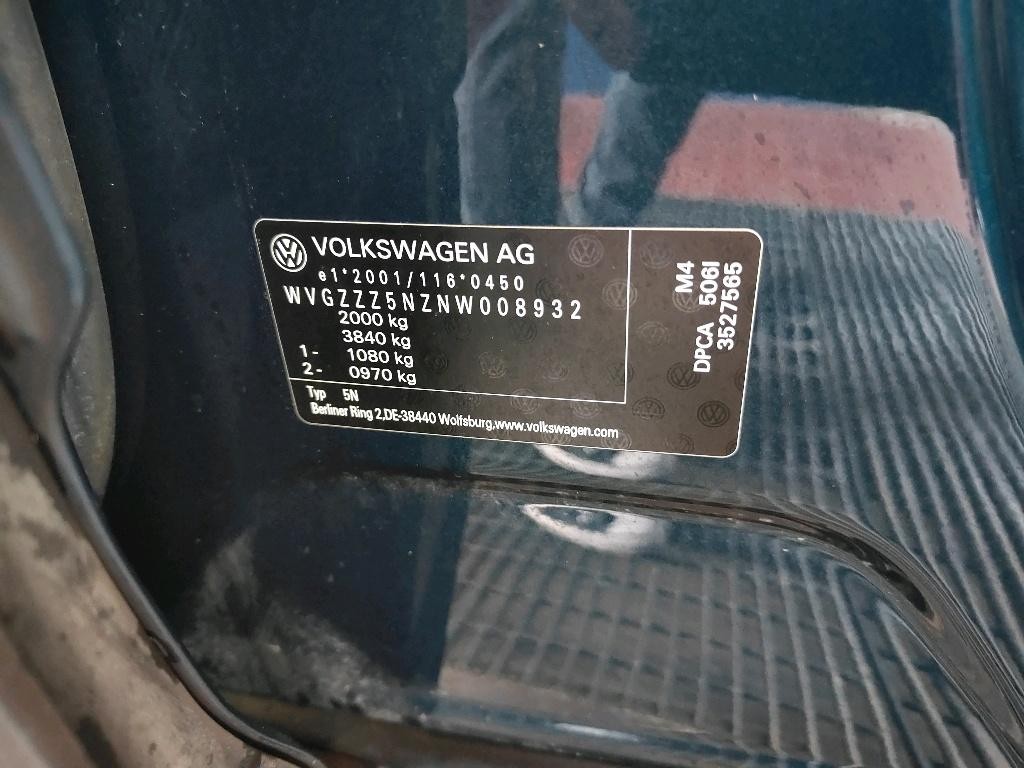 VOLKSWAGEN AG
e1*2001/116*0450
WVGZZZ5NZNW008932
2000 kg
3840 kg
1- 1080 kg
2- 0970 kg
Typ 5N
Berliner Ring 2,DE-38440 Wolfsburg,www.volkswagen.com
M4
DPCA 506I
3527565